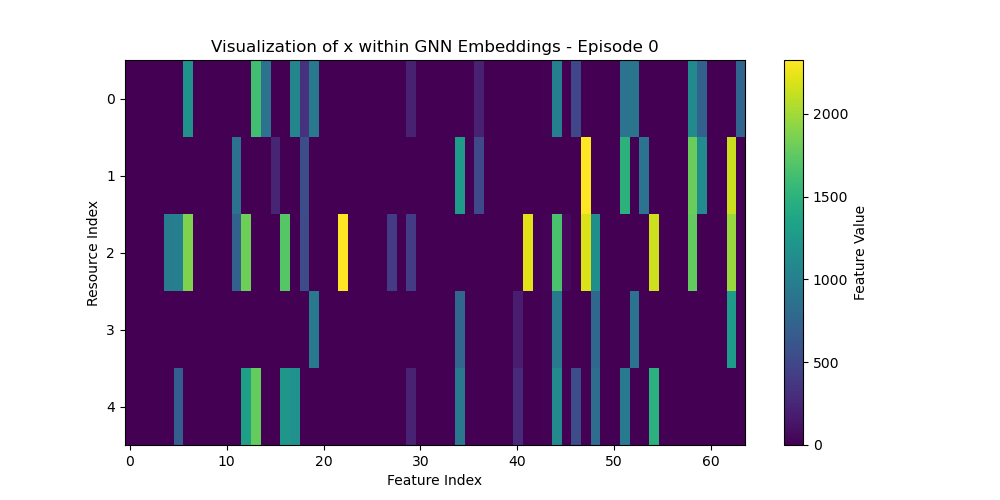 Visualization of x within GNN Embeddings - Episode 0
Resource Index
0
1
2
3
4
0 10 20 30 40 50 60
Feature Index
2000
1500
1000
500
0
Feature Value